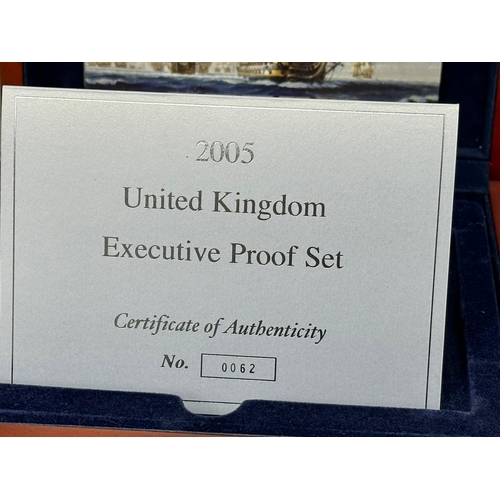 2005
United Kingdom
Executive Proof Set
Certificate of Authenticity
No. 0062